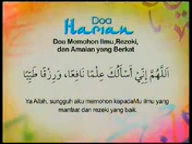 Doa
Harian
Doa Memohon Ilmu,Rezeki,
dan Amalan yang Berkat
اَللَّهُمَّ إِنِّي أَسْأَلُكَ عِلْمًا نَافِعًا، وَرِزْقًا طَيِّبًا
Ya Allah, sungguh aku memohon kepadaMu ilmu yang
manfaat dan rezeki yang baik.